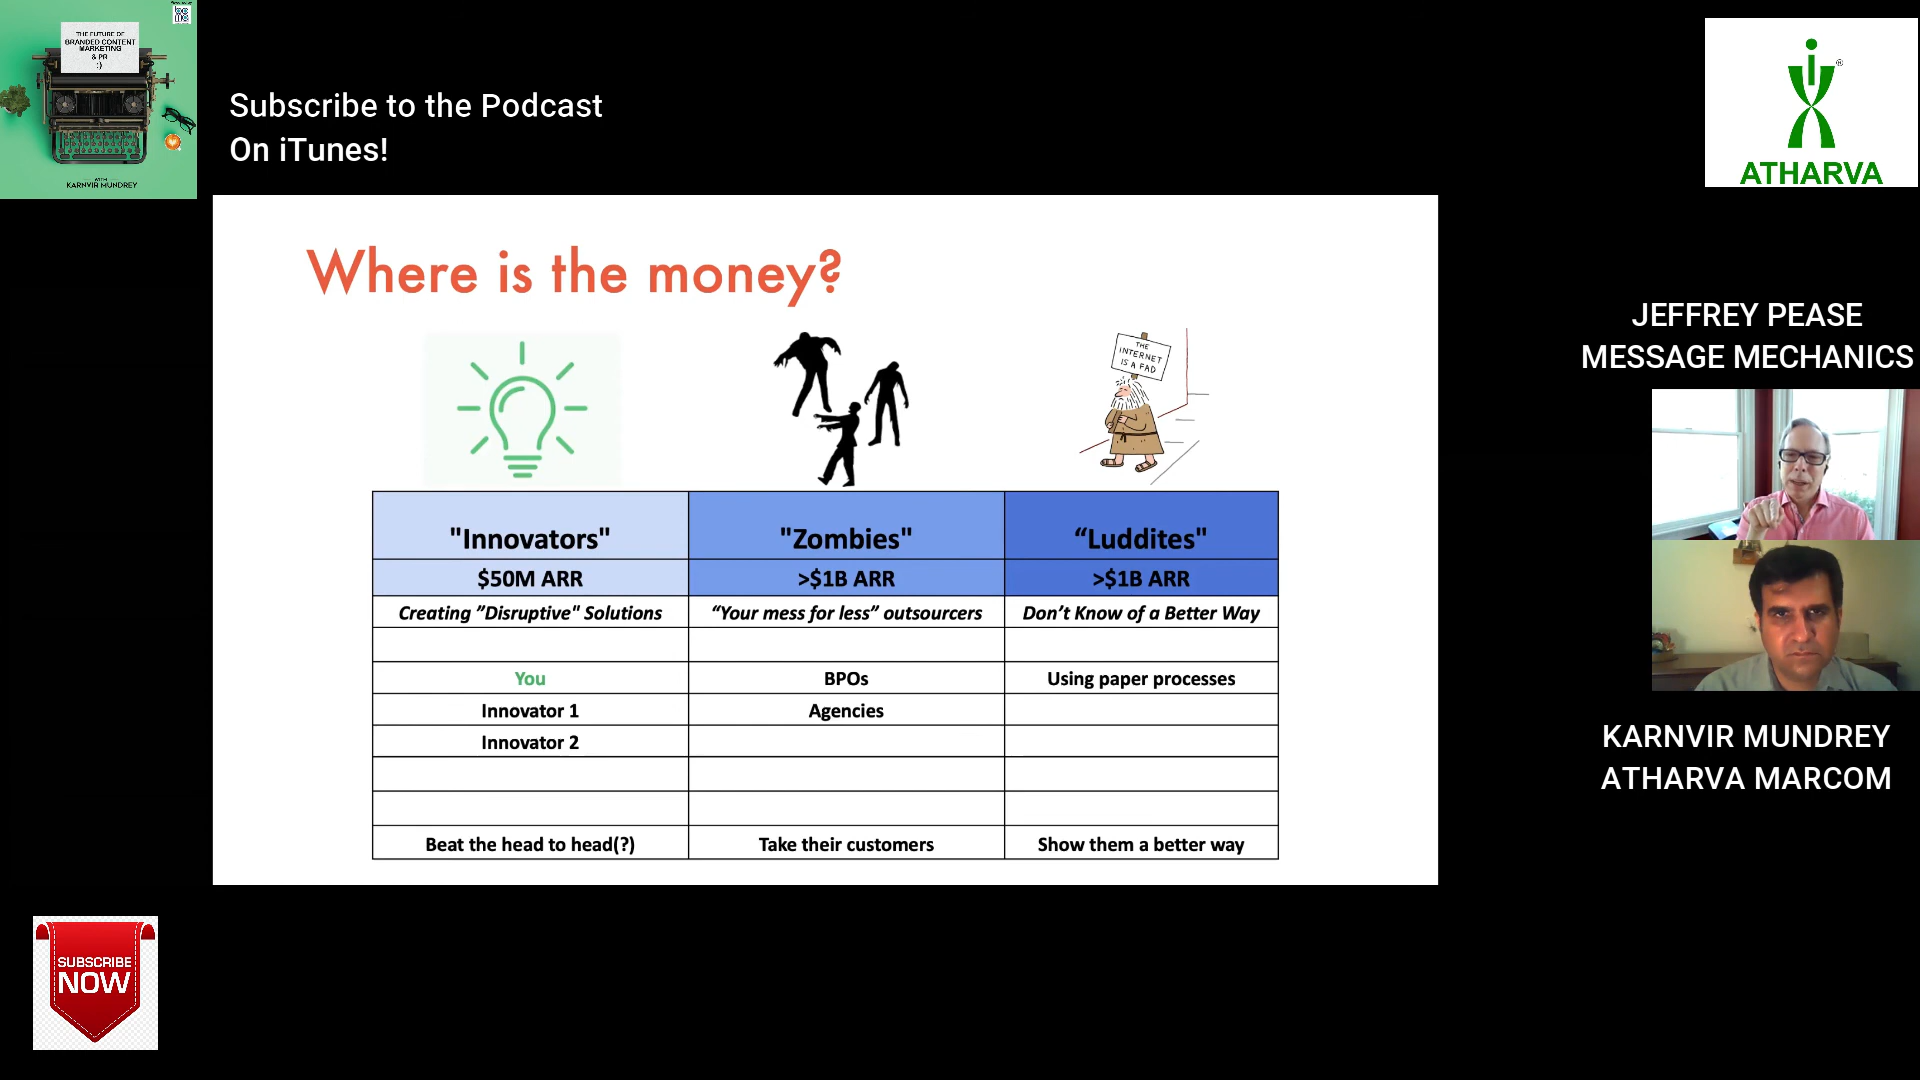 Powered by
THE FUTURE OF
BRANDED CONTENT
MARKETING
& PR
:)
WITH
KARNVIR MUNDREY
Subscribe to the Podcast
On iTunes!
ATHARVA
®
Where is the money?
THE
INTERNET
IS A FAD
"Innovators"
"Zombies"
“Luddites"
$50M ARR
>$1B ARR
>$1B ARR
Creating ”Disruptive" Solutions
“Your mess for less” outsourcers
Don’t Know of a Better Way
You
BPOs
Using paper processes
Innovator 1
Agencies
Innovator 2
Beat the head to head(?)
Take their customers
Show them a better way
JEFFREY PEASE
MESSAGE MECHANICS
KARNVIR MUNDREY
ATHARVA MARCOM
SUBSCRIBE
NOW